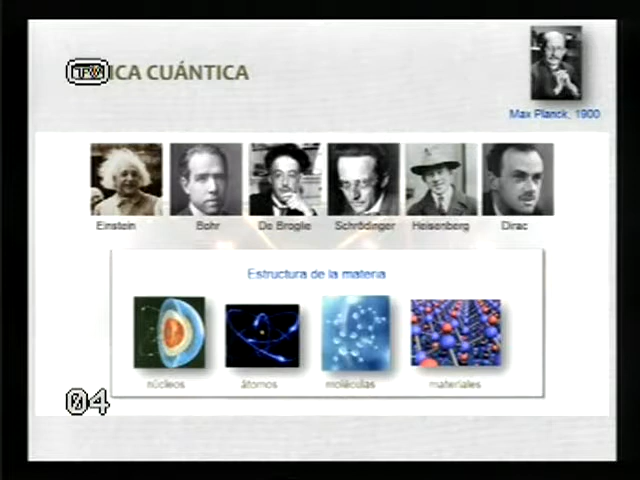 ICA CUÁNTICA
Max Planck, 1900
Einstein
Bohr
De Broglie
Schrödinger
Heisenberg
Dirac
Estructura de la materia
núcleos
átomos
moléculas
materiales
04